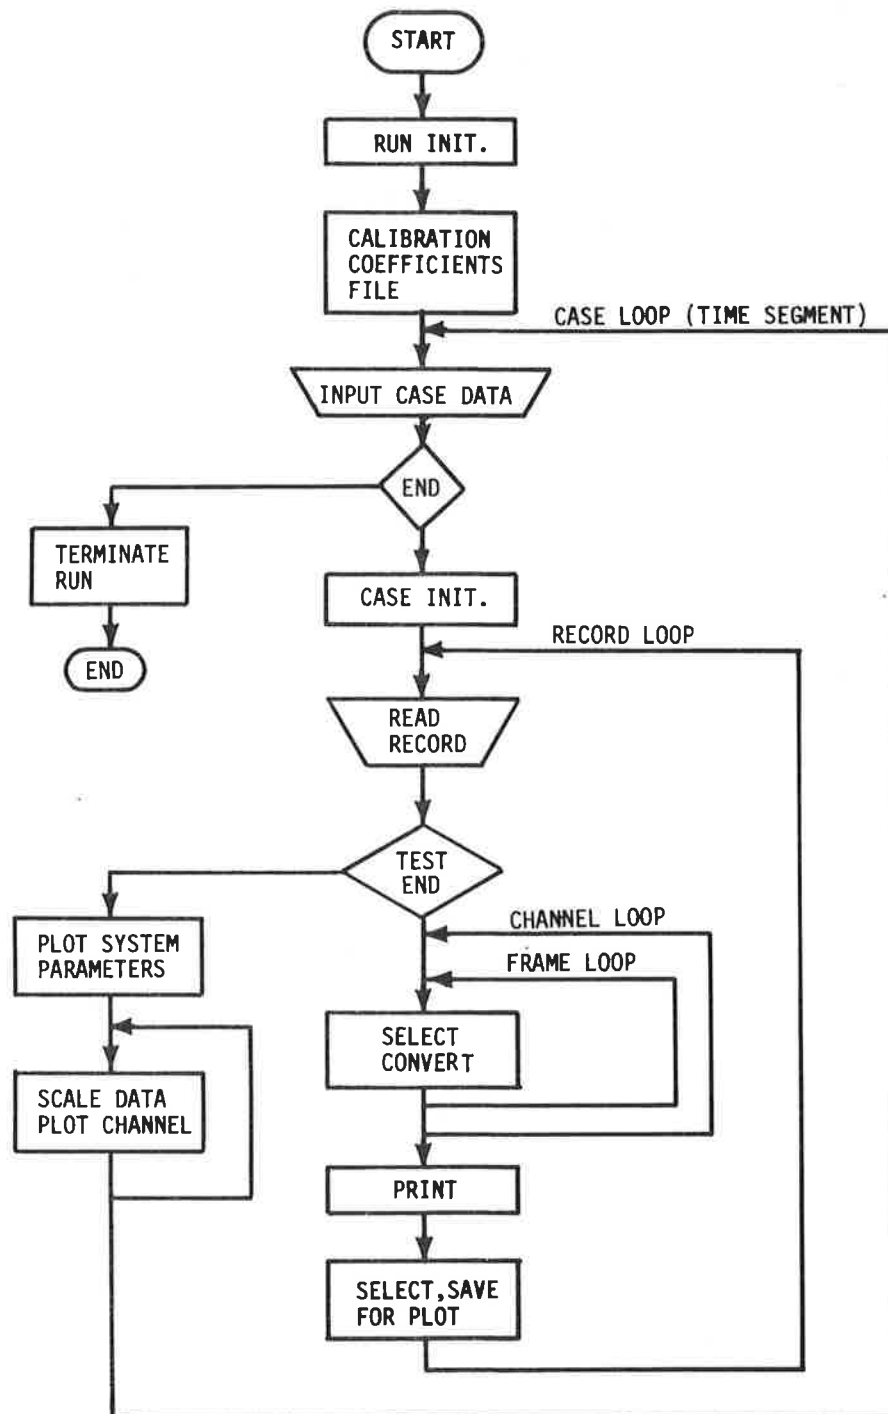 START
RUN INIT.
CALIBRATION
COEFFICIENTS
FILE
CASE LOOP (TIME SEGMENT)
INPUT CASE DATA
END
TERMINATE
RUN
CASE INIT.
END
RECORD LOOP
READ
RECORD
TEST
END
CHANNEL LOOP
PLOT SYSTEM
PARAMETERS
FRAME LOOP
SELECT
CONVERT
SCALE DATA
PLOT CHANNEL
PRINT
SELECT,SAVE
FOR PLOT